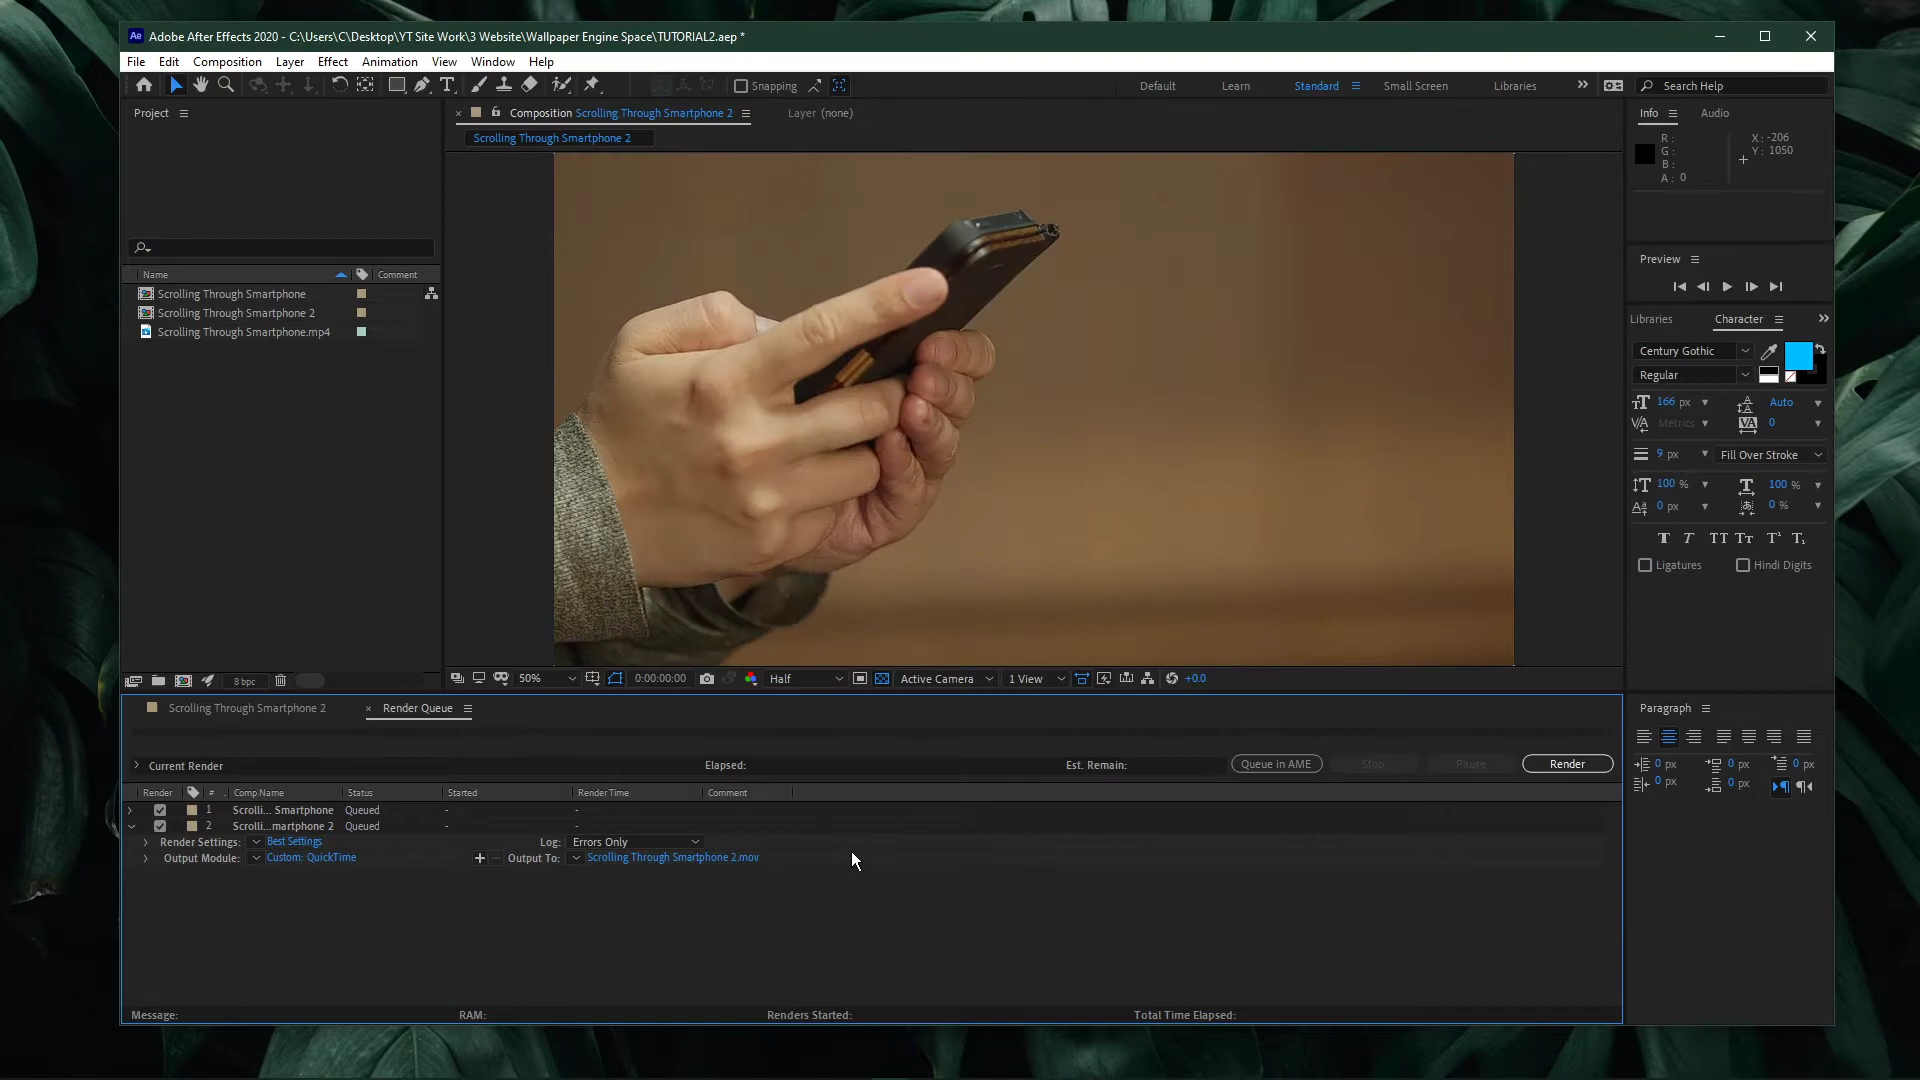 Ae Adobe After Effects 2020 - C:\Users\C\Desktop\YT Site Work\3 Website\Wallpaper Engine Space\TUTORIAL2.aep *
File Edit Composition Layer Effect Animation View Window Help
Snapping Default Learn Standard Small Screen Libraries Search Help
Project Composition Scrolling Through Smartphone 2 Layer (none) Info Audio
Scrolling Through Smartphone 2
R: X: -206
G: Y: 1050
B:
A: 0
Name Comment
Scrolling Through Smartphone
Scrolling Through Smartphone 2
Scrolling Through Smartphone.mp4
Preview
Libraries Character
Century Gothic
Regular
166 px Auto
Metrics 0
9 px Fill Over Stroke
100 % 100 %
0 px 0 %
T T TT Tt T¹ T₁
Ligatures Hindi Digits
8 bpc 50% 0:00:00:00 Half Active Camera 1 View +0.0
Scrolling Through Smartphone 2 Render Queue Paragraph
Current Render Elapsed: Est. Remain: Queue in AME Stop Pause Render
0 px 0 px 0 px
0 px 0 px
Render # Comp Name Status Started Render Time Comment
1 Scrolli... Smartphone Queued - -
2 Scrolli...martphone 2 Queued - -
Render Settings: Best Settings Log: Errors Only
Output Module: Custom: QuickTime Output To: Scrolling Through Smartphone 2.mov
Message: RAM: Renders Started: Total Time Elapsed: